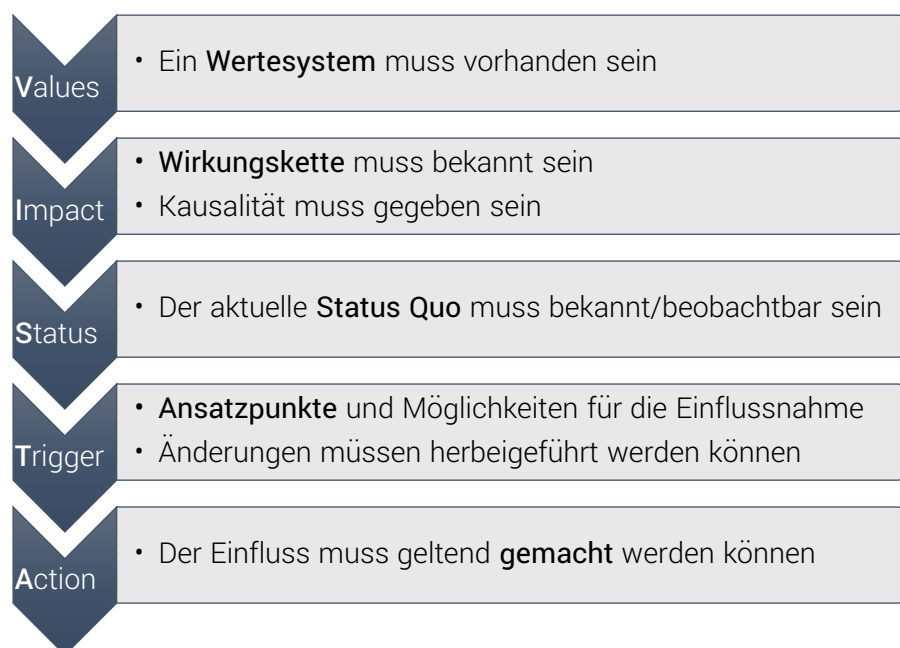 Values
• Ein Wertesystem muss vorhanden sein
Impact
• Wirkungskette muss bekannt sein
• Kausalität muss gegeben sein
Status
• Der aktuelle Status Quo muss bekannt/beobachtbar sein
Trigger
• Ansatzpunkte und Möglichkeiten für die Einflussnahme
• Änderungen müssen herbeigeführt werden können
Action
• Der Einfluss muss geltend gemacht werden können